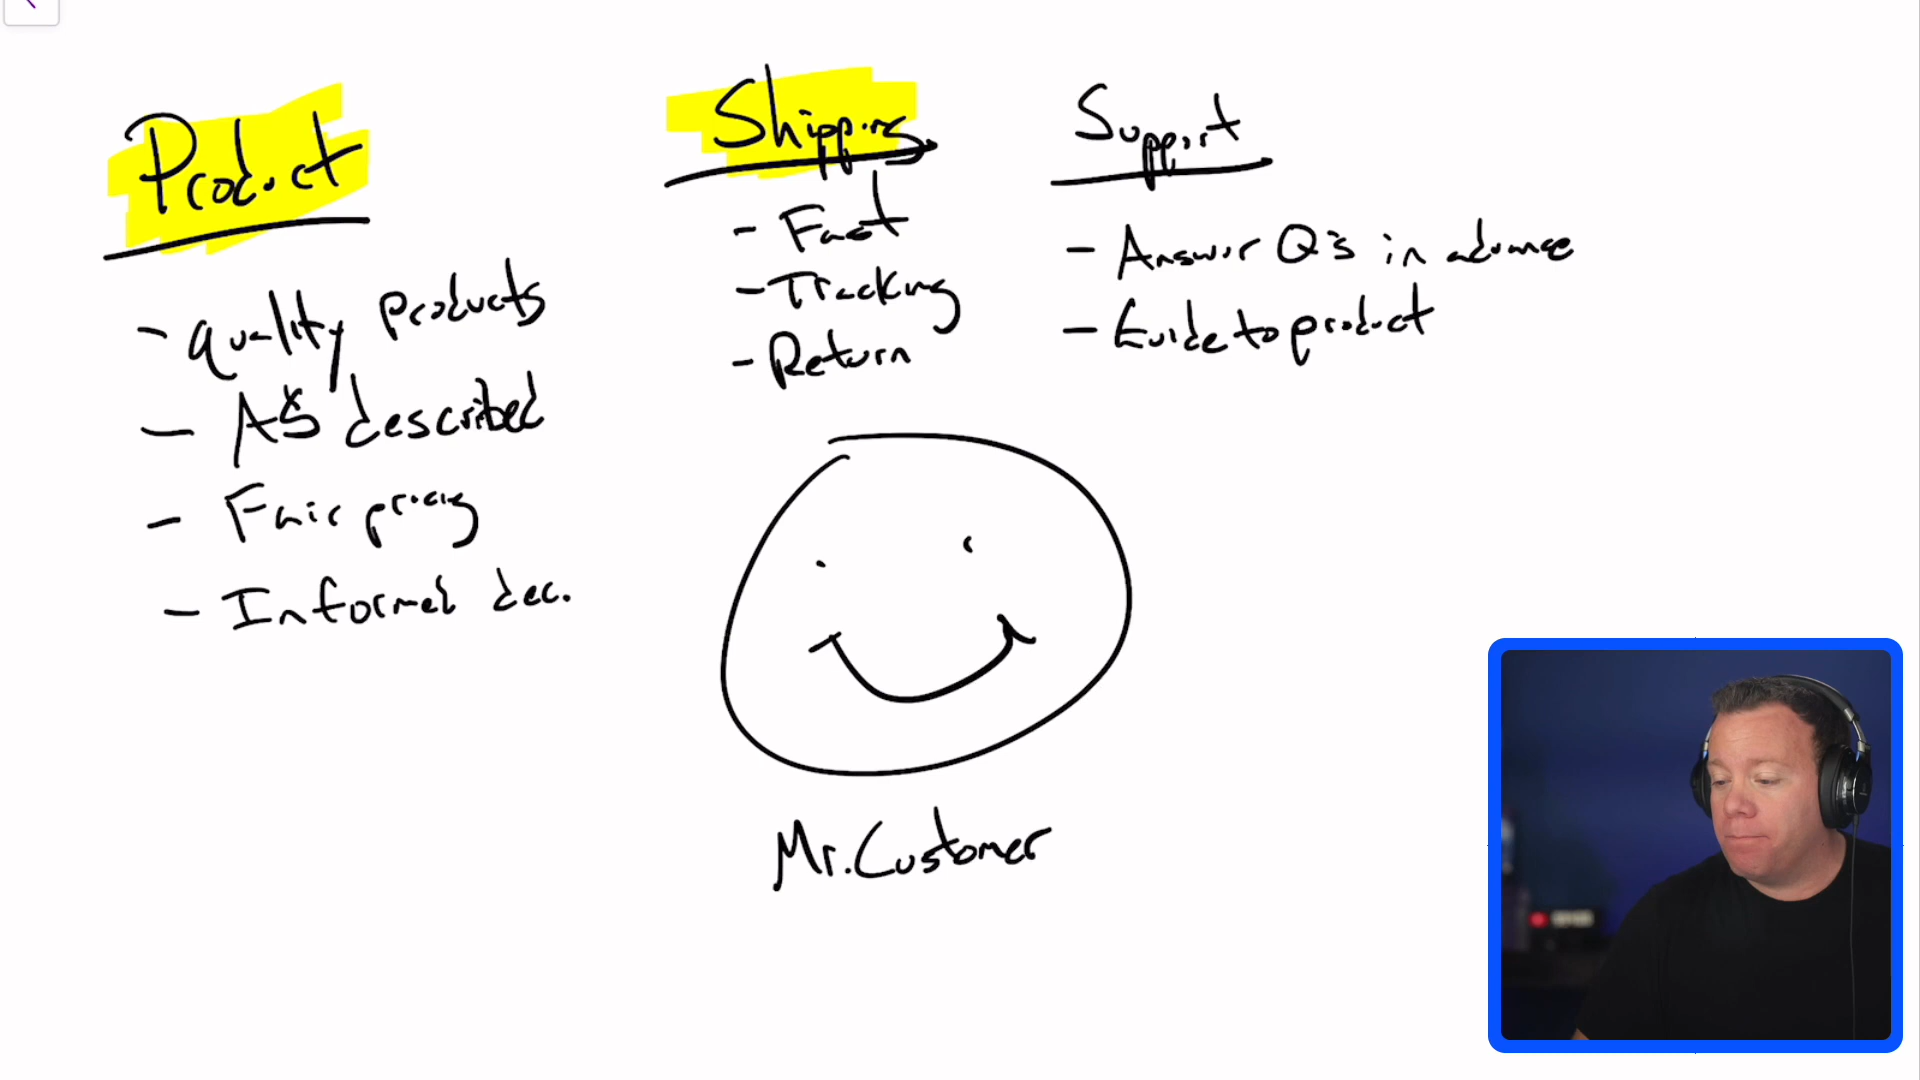 Product
- quality products
- As described
- Fair pricing
- Informed dec.
Shipping
- Fast
- Tracking
- Return
Support
- Answer Q's in advance
- Guide to product
Mr. Customer